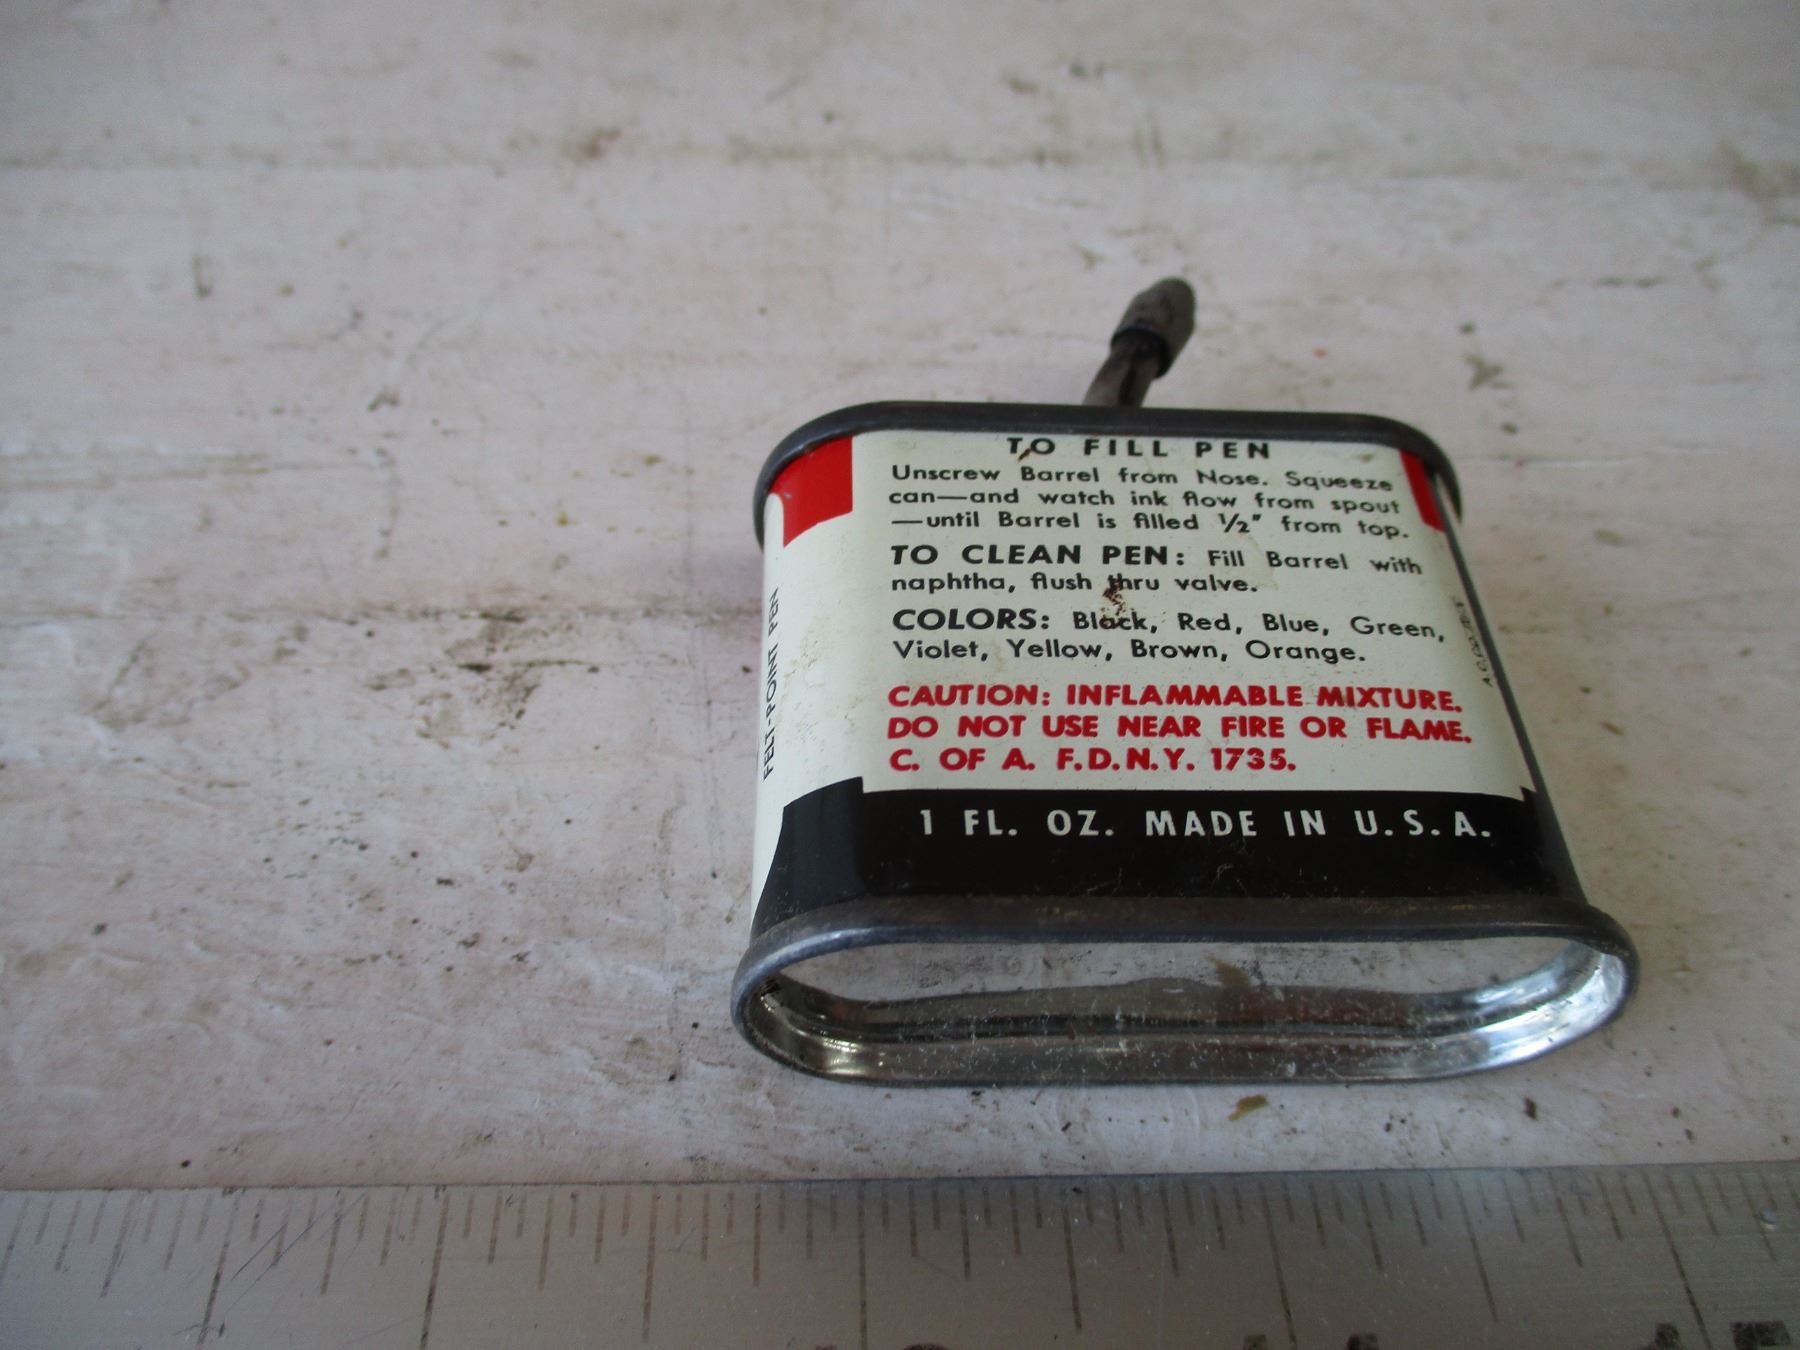 TO FILL PEN
Unscrew Barrel from Nose. Squeeze
can—and watch ink flow from spout
—until Barrel is filled ½" from top.
TO CLEAN PEN: Fill Barrel with
naphtha, flush thru valve.
COLORS: Black, Red, Blue, Green,
Violet, Yellow, Brown, Orange.
CAUTION: INFLAMMABLE MIXTURE.
DO NOT USE NEAR FIRE OR FLAME.
C. OF A. F.D.N.Y. 1735.
1 FL. OZ. MADE IN U.S.A.
FELT-POINT PEN